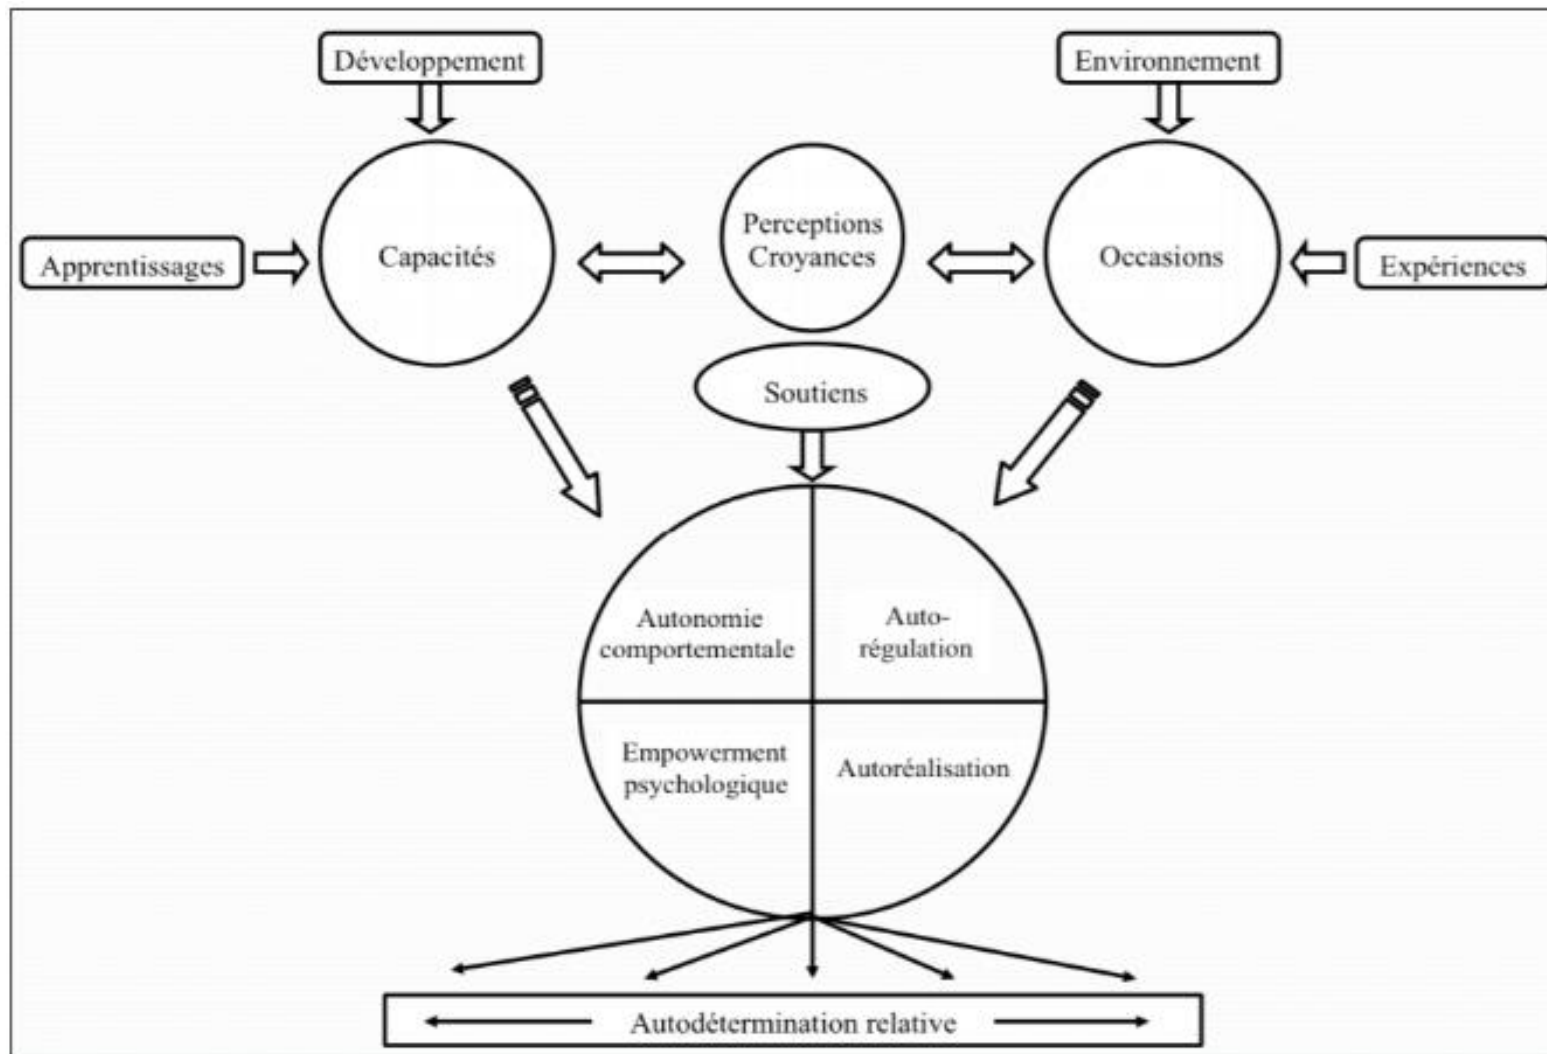 Développement
Environnement
Apprentissages
Capacités
Perceptions
Croyances
Occasions
Expériences
Soutiens
Autonomie
comportementale
Auto-
régulation
Empowerment
psychologique
Autoréalisation
Autodétermination relative